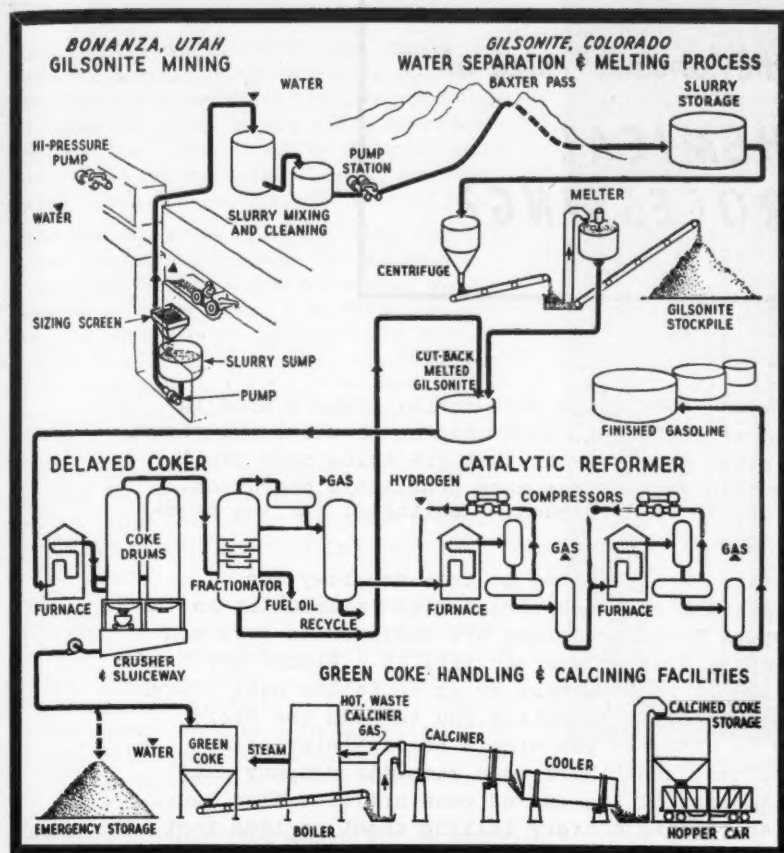 BONANZA, UTAH
GILSONITE MINING
GILSONITE, COLORADO
WATER SEPARATION & MELTING PROCESS
WATER
BAXTER PASS
SLURRY
STORAGE
HI-PRESSURE
PUMP
PUMP
STATION
WATER
SLURRY MIXING
AND CLEANING
MELTER
CENTRIFUGE
SIZING SCREEN
GILSONITE
STOCKPILE
SLURRY SUMP
CUT-BACK
MELTED
GILSONITE
PUMP
FINISHED GASOLINE
DELAYED COKER
CATALYTIC REFORMER
GAS
HYDROGEN
COMPRESSORS
COKE
DRUMS
GAS
GAS
FRACTIONATOR
FURNACE
FUEL OIL
FURNACE
FURNACE
RECYCLE
CRUSHER
& SLUICEWAY
GREEN COKE HANDLING & CALCINING FACILITIES
HOT, WASTE
CALCINER
GAS
CALCINED COKE
STORAGE
WATER
GREEN
COKE
STEAM
CALCINER
COOLER
EMERGENCY STORAGE
BOILER
HOPPER CAR